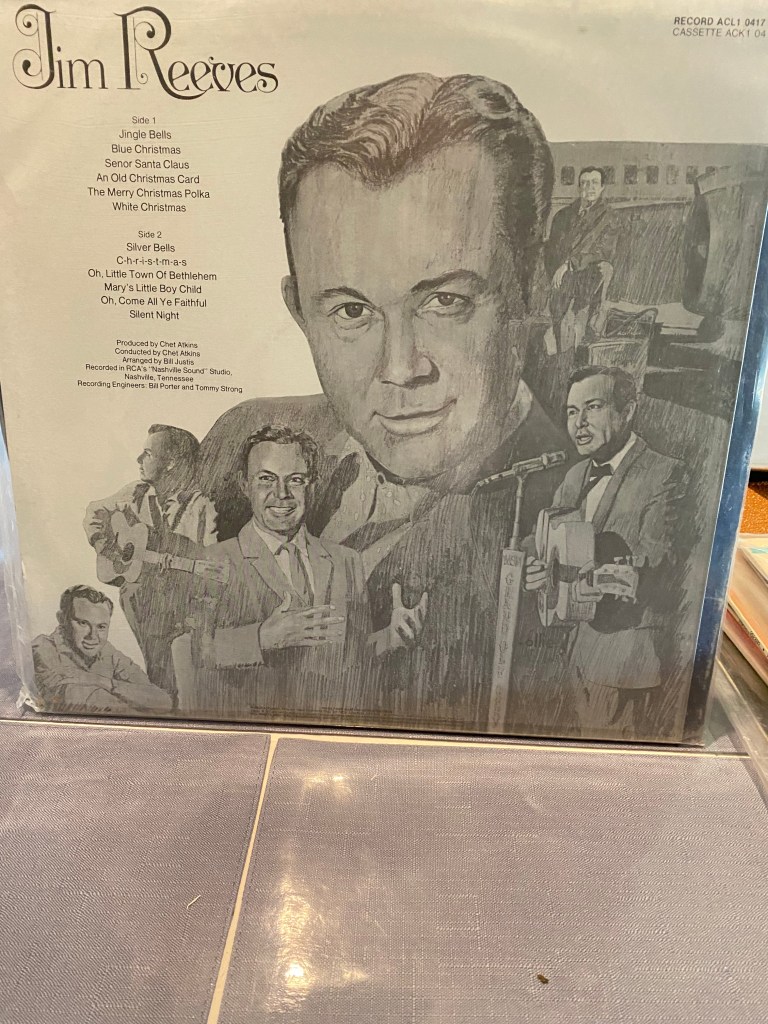 Jim Reeves
RECORD ACL1 0417
CASSETTE ACK1 04
Side 1
Jingle Bells
Blue Christmas
Senor Santa Claus
An Old Christmas Card
The Merry Christmas Polka
White Christmas
Side 2
Silver Bells
C-h-r-i-s-t-m-a-s
Oh, Little Town Of Bethlehem
Mary's Little Boy Child
Oh, Come All Ye Faithful
Silent Night
Produced by Chet Atkins
Conducted by Chet Atkins
Arranged by Bill Justis
Recorded in RCA's "Nashville Sound" Studio,
Nashville, Tennessee
Recording Engineers: Bill Porter and Tommy Strong